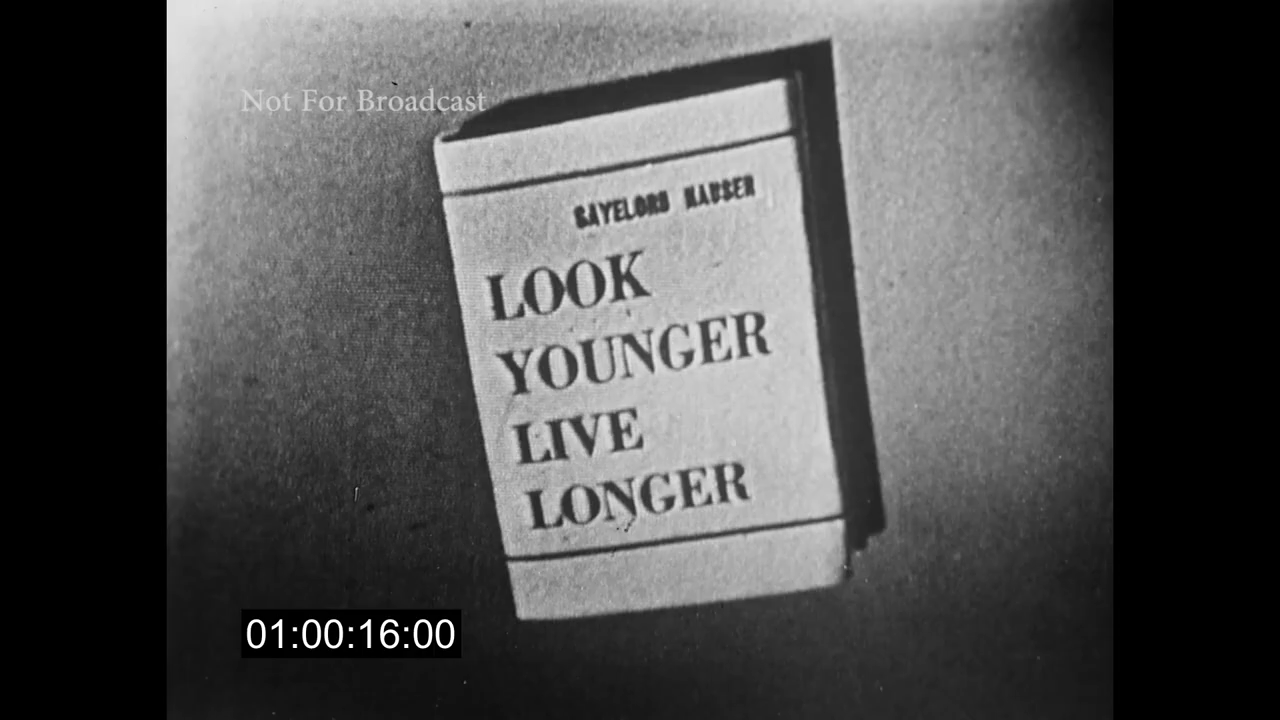 Not For Broadcast
GAYELORD HAUSER
LOOK
YOUNGER
LIVE
LONGER
01:00:16:00